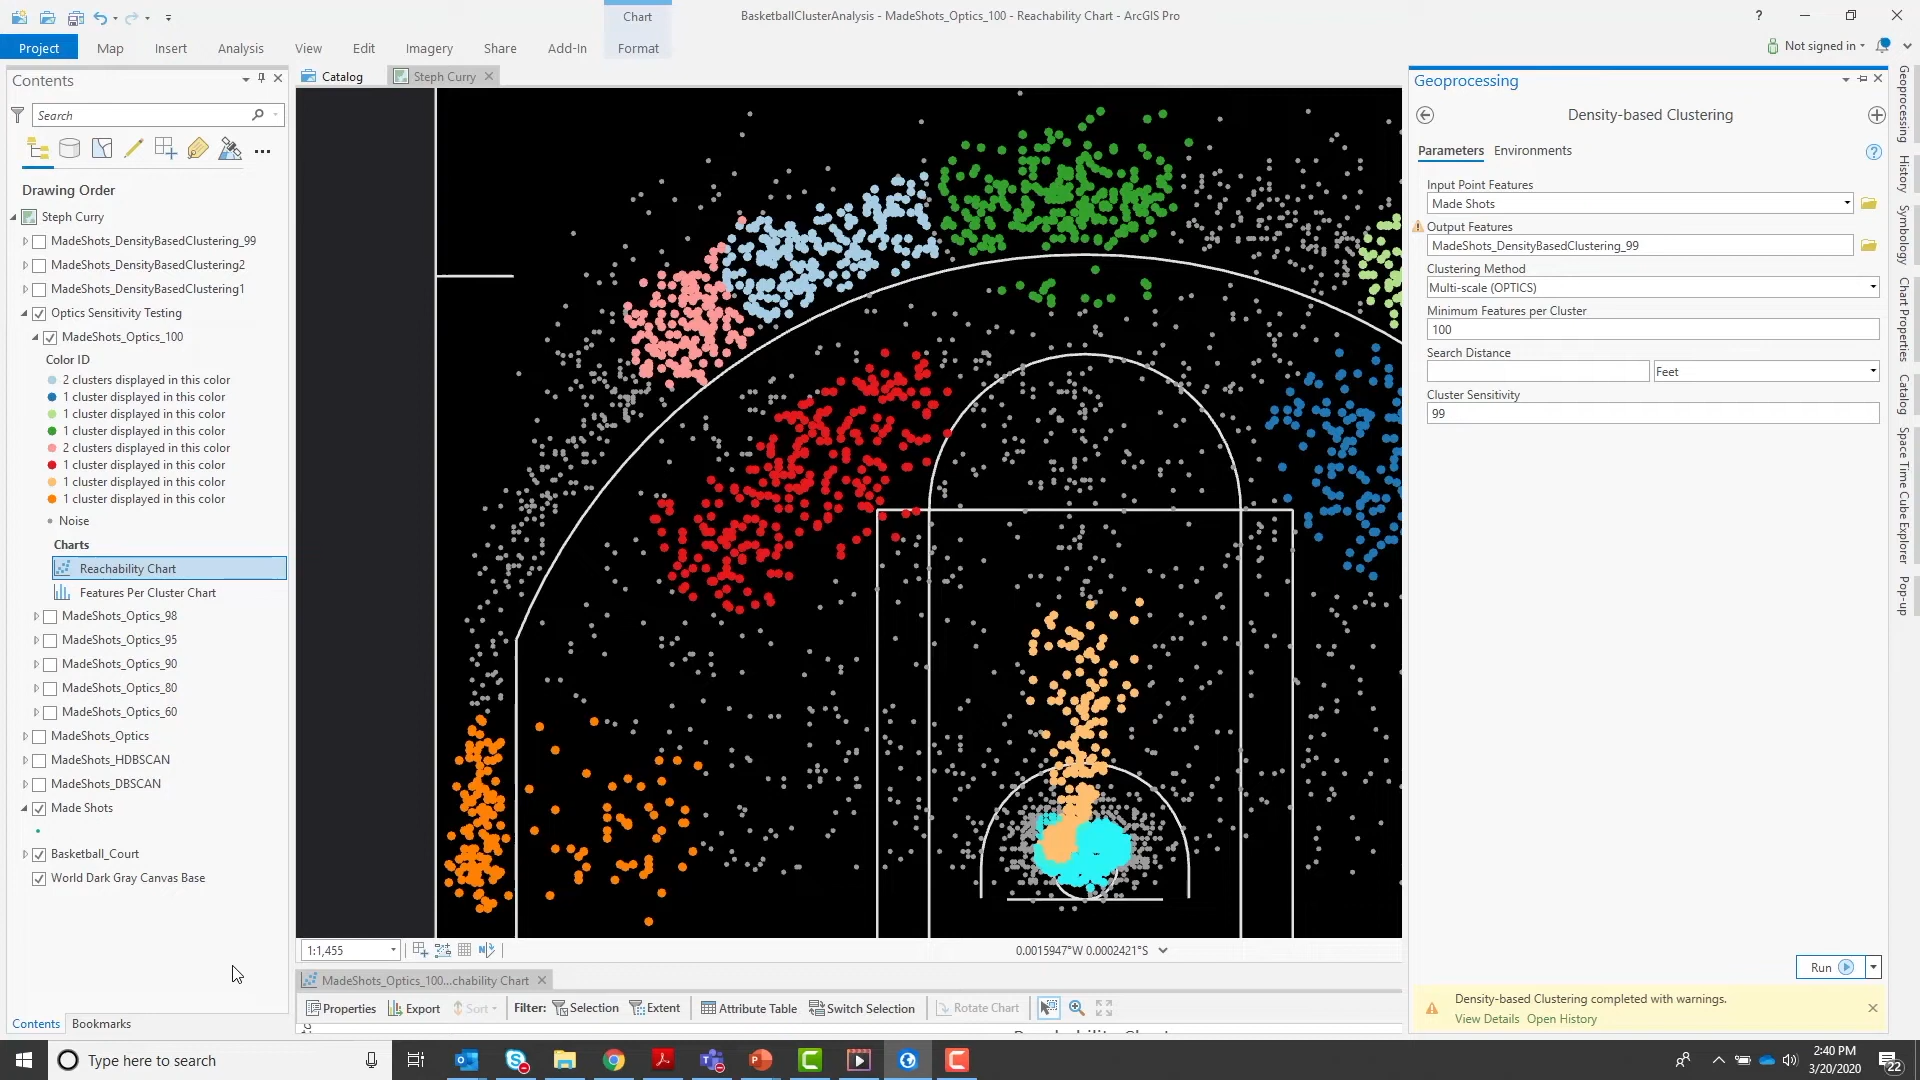 BasketballClusterAnalysis - MadeShots_Optics_100 - Reachability Chart - ArcGIS Pro
Chart
?
Project
Map
Insert
Analysis
View
Edit
Imagery
Share
Add-In
Format
Not signed in
Contents
Search
Drawing Order
Steph Curry
MadeShots_DensityBasedClustering_99
MadeShots_DensityBasedClustering2
MadeShots_DensityBasedClustering1
Optics Sensitivity Testing
MadeShots_Optics_100
Color ID
2 clusters displayed in this color
1 cluster displayed in this color
1 cluster displayed in this color
1 cluster displayed in this color
2 clusters displayed in this color
1 cluster displayed in this color
1 cluster displayed in this color
1 cluster displayed in this color
Noise
Charts
Reachability Chart
Features Per Cluster Chart
MadeShots_Optics_98
MadeShots_Optics_95
MadeShots_Optics_90
MadeShots_Optics_80
MadeShots_Optics_60
MadeShots_Optics
MadeShots_HDBSCAN
MadeShots_DBSCAN
Made Shots
Basketball_Court
World Dark Gray Canvas Base
Contents
Bookmarks
Catalog
Steph Curry
1:1,455
0.0015947°W 0.0002421°S
MadeShots_Optics_100...chability Chart
Properties
Export
Sort
Filter:
Selection
Extent
Attribute Table
Switch Selection
Rotate Chart
Geoprocessing
Density-based Clustering
Parameters
Environments
?
Input Point Features
Made Shots
Output Features
MadeShots_DensityBasedClustering_99
Clustering Method
Multi-scale (OPTICS)
Minimum Features per Cluster
100
Search Distance
Feet
Cluster Sensitivity
99
Run
Density-based Clustering completed with warnings.
View Details
Open History
Geoprocessing
History
Symbology
Chart Properties
Catalog
Space Time Cube Explorer
Pop-up
Type here to search
2:40 PM
3/20/2020
22